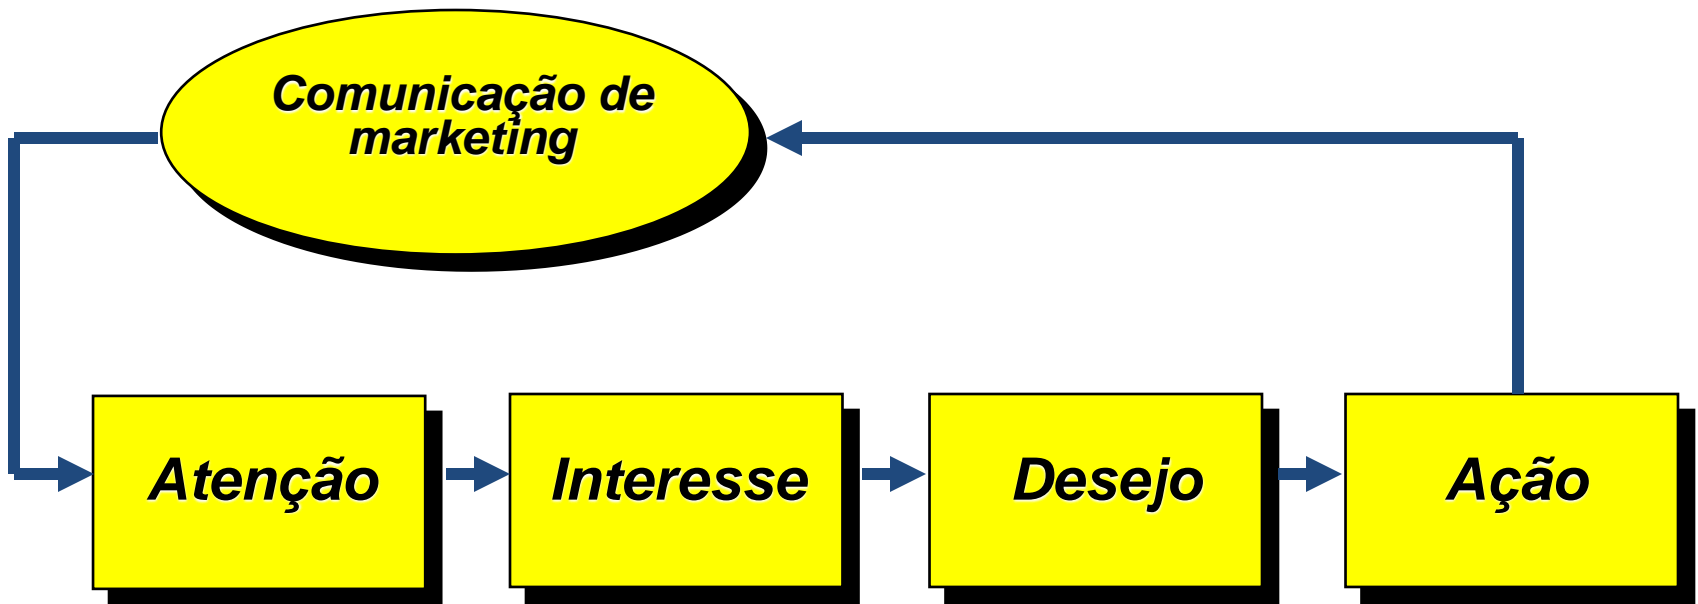 Comunicação de
marketing
Atenção
Interesse
Desejo
Ação